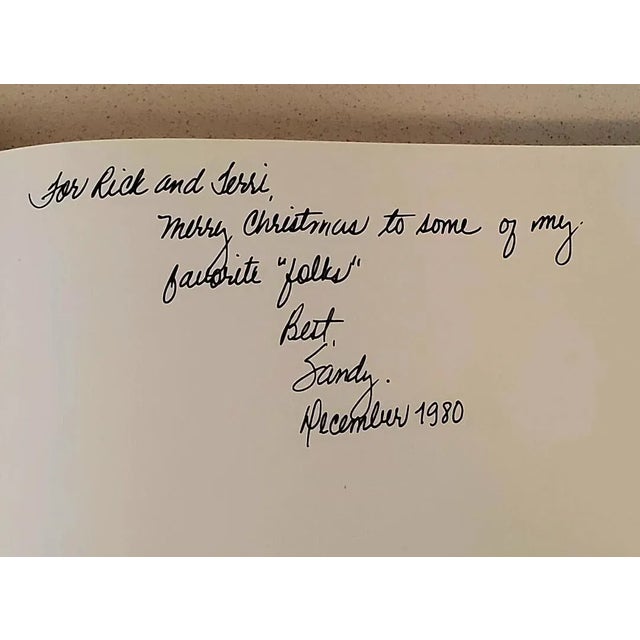 For Rick and Terri,
Merry Christmas to some of my
favorite "folks"
Best,
Sandy.
December 1980